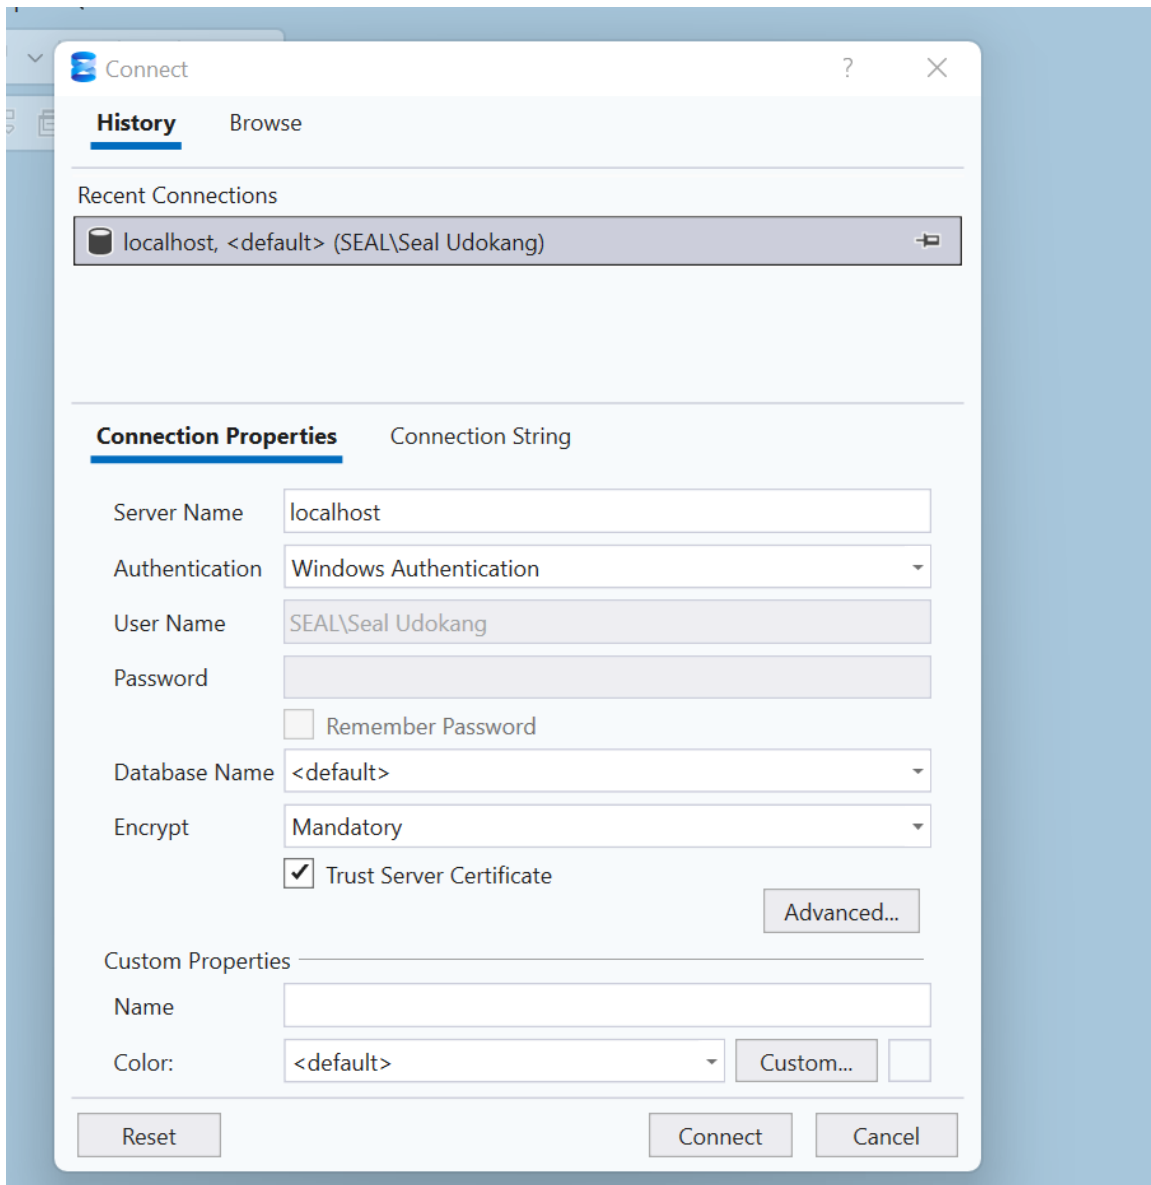 Connect ?
History Browse
Recent Connections
localhost, <default> (SEAL\Seal Udokang)
Connection Properties Connection String
Server Name localhost
Authentication Windows Authentication
User Name SEAL\Seal Udokang
Password
Remember Password
Database Name <default>
Encrypt Mandatory
Trust Server Certificate
Advanced...
Custom Properties
Name
Color: <default> Custom...
Reset Connect Cancel